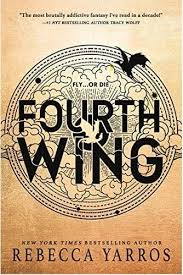 "The most brutally addictive fantasy I've read in a decade!"
—#1 NYT BESTSELLING AUTHOR TRACY WOLFF
FLY...OR DIE
FOURTH
WING
NEW YORK TIMES BESTSELLING AUTHOR
REBECCA YARROS